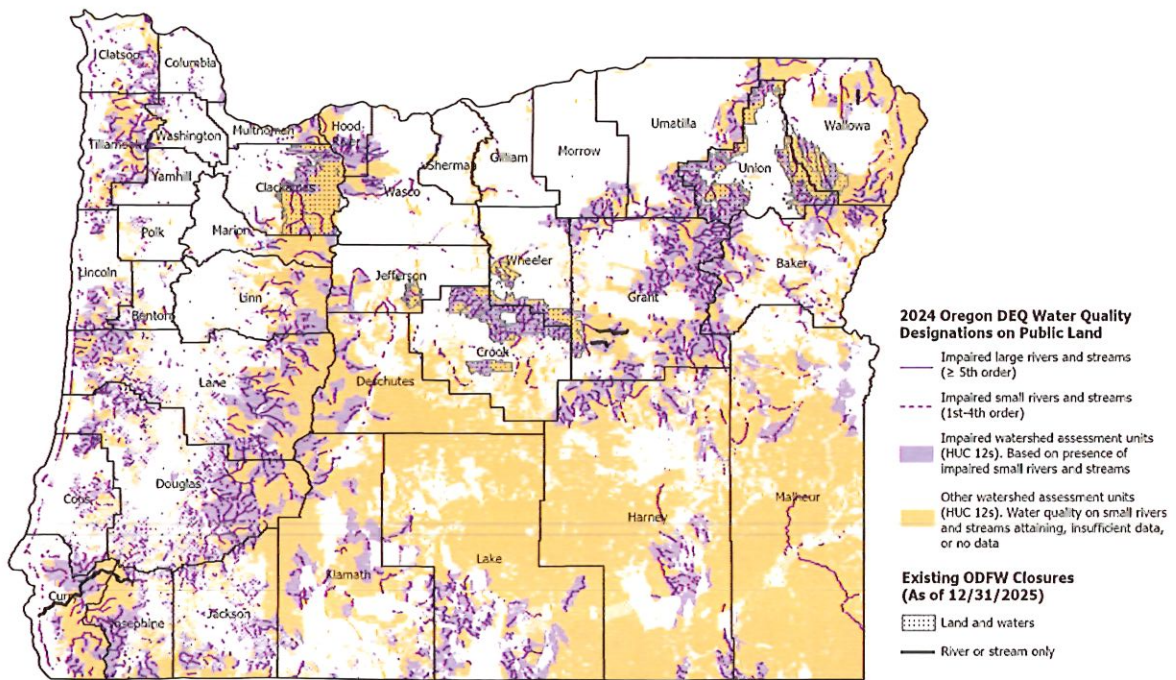 Clatsop
Columbia
Tillamook
Washington
Multnomah
Hood
River
Yamhill
Clackamas
Wasco
Sherman
Gilliam
Morrow
Umatilla
Union
Wallowa
Polk
Marion
Lincoln
Benton
Linn
Jefferson
Wheeler
Grant
Baker
Crook
Lane
Deschutes
Coos
Douglas
Curry
Josephine
Jackson
Klamath
Lake
Harney
Malheur
2024 Oregon DEQ Water Quality
Designations on Public Land
Impaired large rivers and streams
(≥ 5th order)
Impaired small rivers and streams
(1st-4th order)
Impaired watershed assessment units
(HUC 12s). Based on presence of
impaired small rivers and streams
Other watershed assessment units
(HUC 12s). Water quality on small rivers
and streams attaining, insufficient data,
or no data
Existing ODFW Closures
(As of 12/31/2025)
Land and waters
River or stream only